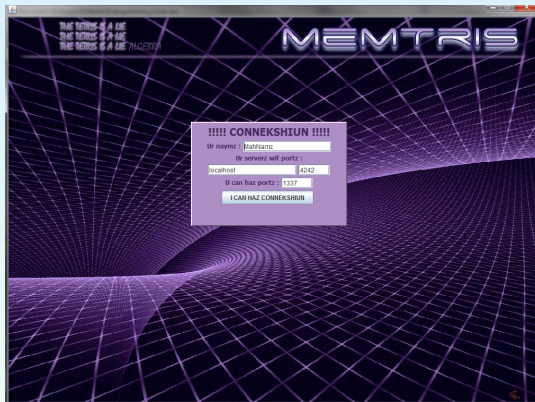 THE TETRIS IS A LIE
THE TETRIS IS A LIE
THE TETRIS IS A LIE ALGEBRA
MEMTRIS
!!!!! CONNEKSHIUN !!!!!
Ur naymz : MahNamz
Ur serverz wif portz :
localhost 4242
U can haz portz : 1337
I CAN HAZ CONNEKSHIUN